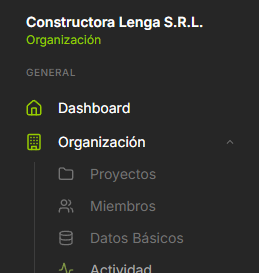 Constructora Lenga S.R.L.
Organización
GENERAL
Dashboard
Organización
Proyectos
Miembros
Datos Básicos
Actividad